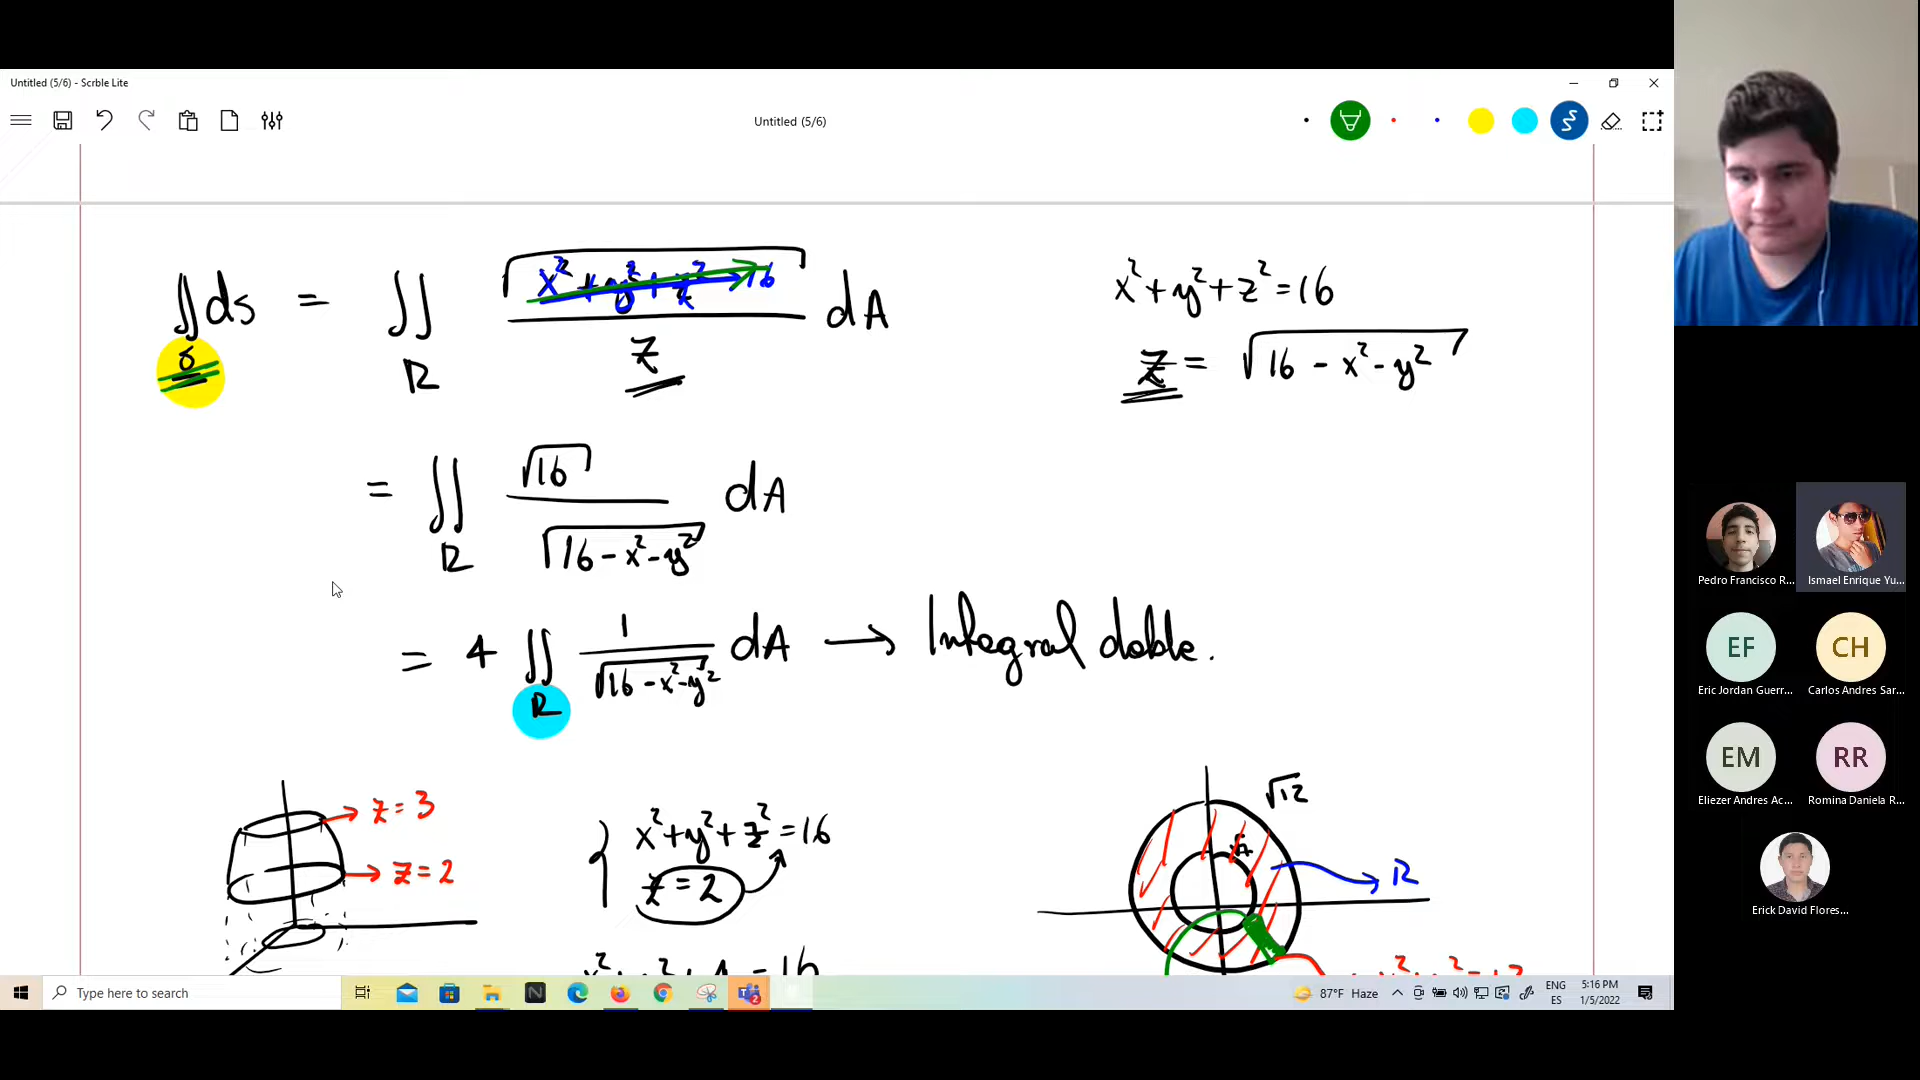 Untitled (5/6) - Scrble Lite
Untitled (5/6)
∬_σ ds = ∬_R √(x²+y²+z² → 16) / z dA
x²+y²+z²=16
z = √(16-x²-y²)
= ∬_R √16 / √(16-x²-y²) dA
= 4 ∬_R 1 / √(16-x²-y²) dA → Integral doble.
z=3
z=2
x²+y²+z²=16
z=2
√12
R
Pedro Francisco R...
Ismael Enrique Yu...
EF
CH
Eric Jordan Guerr...
Carlos Andres Sar...
EM
RR
Eliezer Andres Ac...
Romina Daniela R...
Erick David Flores...
Type here to search
87°F Haze
ENG
ES
5:16 PM
1/5/2022